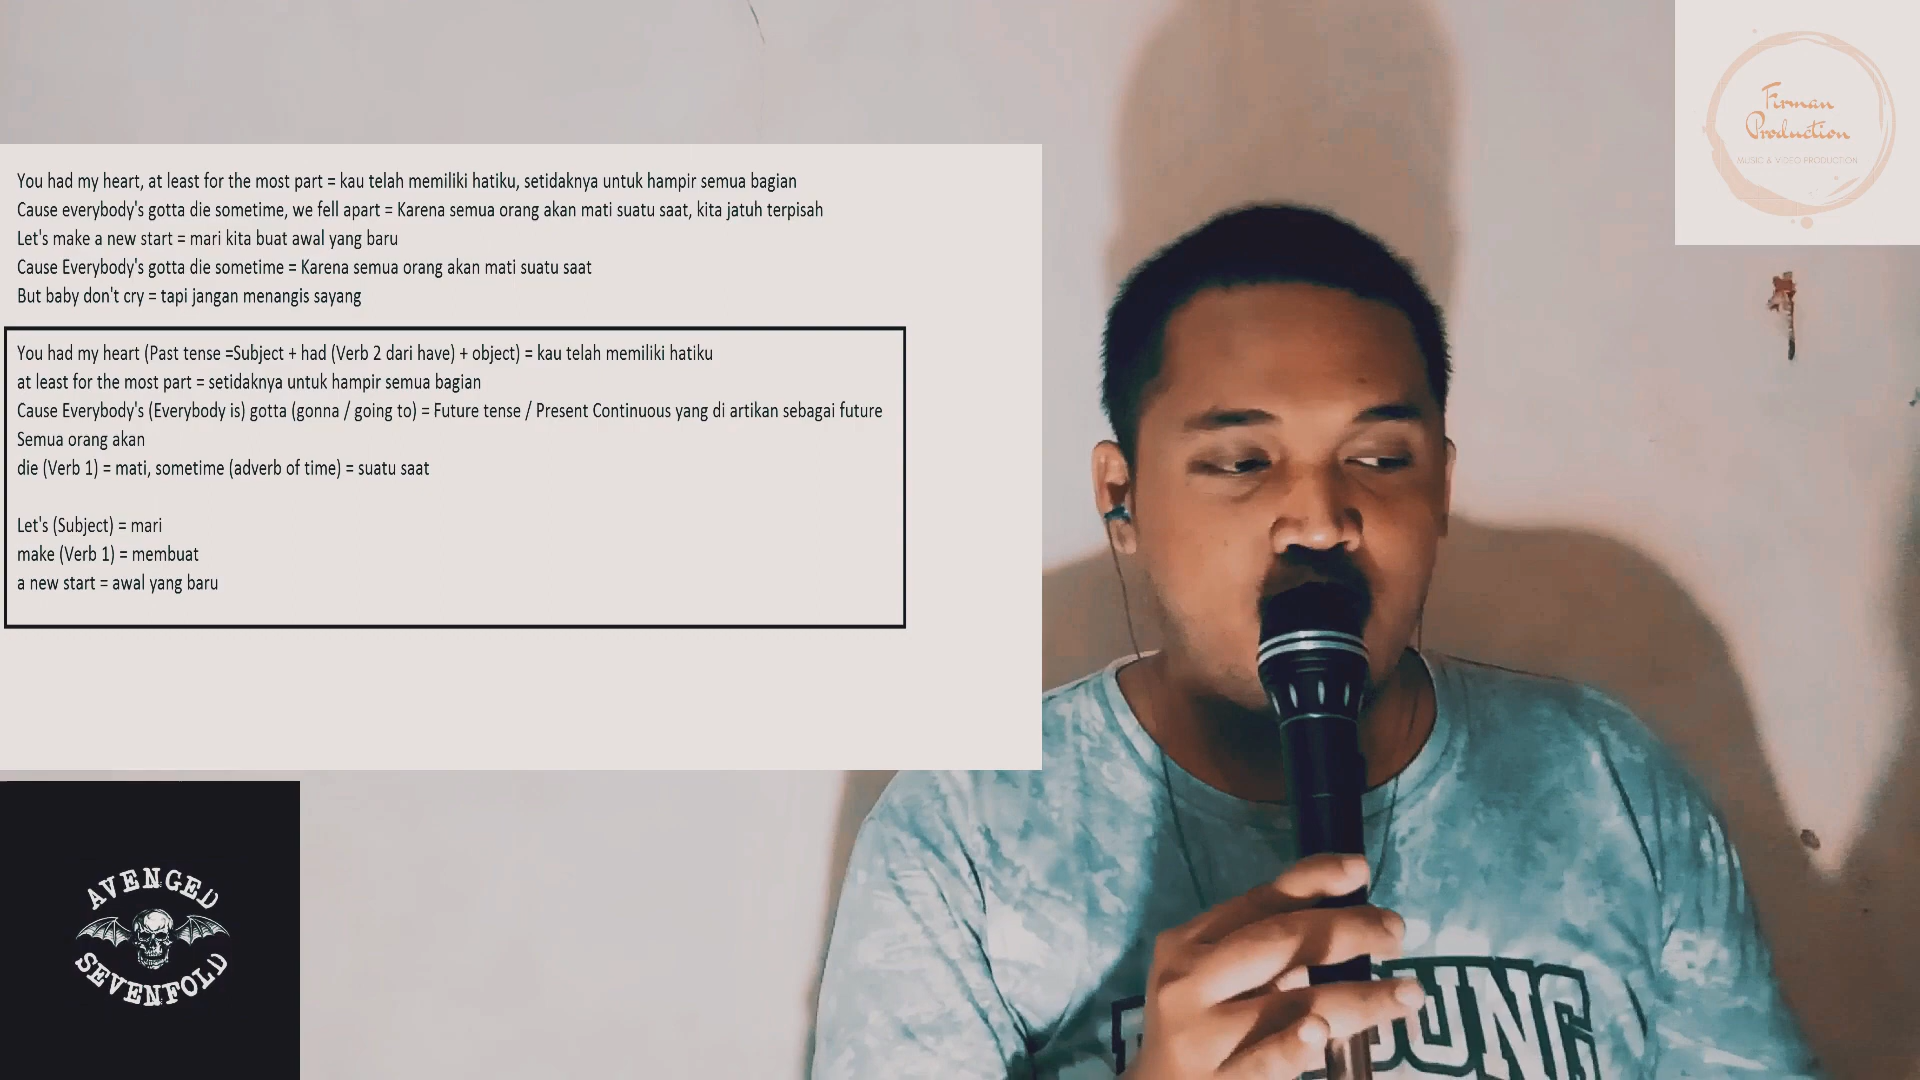 Firman
Production
MUSIC & VIDEO PRODUCTION
You had my heart, at least for the most part = kau telah memiliki hatiku, setidaknya untuk hampir semua bagian
Cause everybody's gotta die sometime, we fell apart = Karena semua orang akan mati suatu saat, kita jatuh terpisah
Let's make a new start = mari kita buat awal yang baru
Cause Everybody's gotta die sometime = Karena semua orang akan mati suatu saat
But baby don't cry = tapi jangan menangis sayang
You had my heart (Past tense =Subject + had (Verb 2 dari have) + object) = kau telah memiliki hatiku
at least for the most part = setidaknya untuk hampir semua bagian
Cause Everybody's (Everybody is) gotta (gonna / going to) = Future tense / Present Continuous yang di artikan sebagai future
Semua orang akan
die (Verb 1) = mati, sometime (adverb of time) = suatu saat
Let's (Subject) = mari
make (Verb 1) = membuat
a new start = awal yang baru
AVENGED
SEVENFOLD